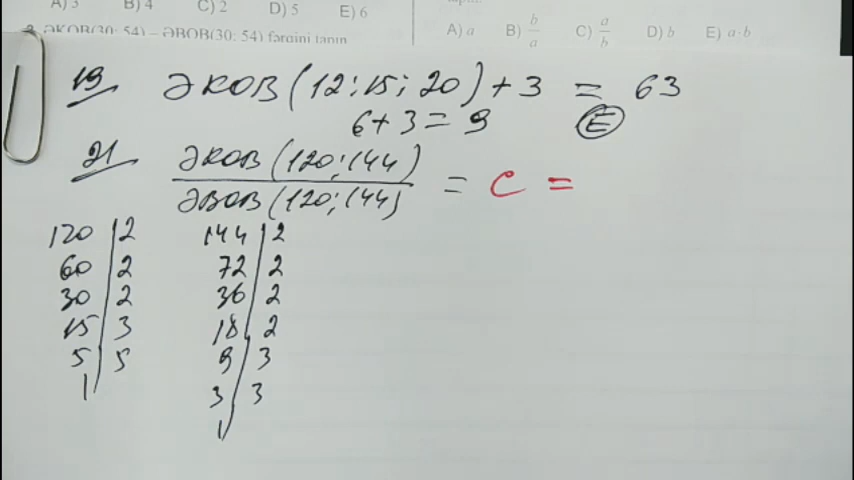 A) 3 B) 4 C) 2 D) 5 E) 6
ƏKOB(30; 54) – ƏBOB(30; 54) fərqini tapın.
A) a B) b/a C) a/b D) b E) a·b
19 ƏKOB(12;15;20)+3 = 63
6+3=9 E
21 ƏKOB(120;144)
ƏBOB(120;144) = C =
120 2 144 2
60 2 72 2
30 2 36 2
15 3 18 2
5 5 9 3
1 3 3
1